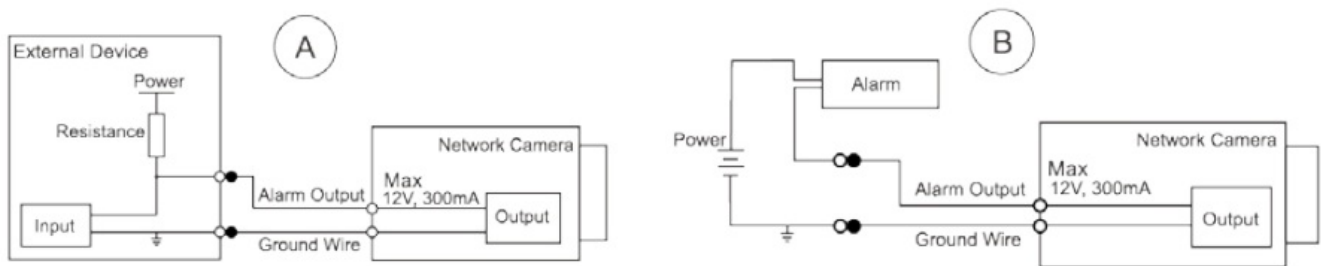 A
External Device
Power
Resistance
Network Camera
Max
12V, 300mA
Alarm Output
Input
Output
Ground Wire
B
Alarm
Power
Network Camera
Max
12V, 300mA
Alarm Output
Output
Ground Wire